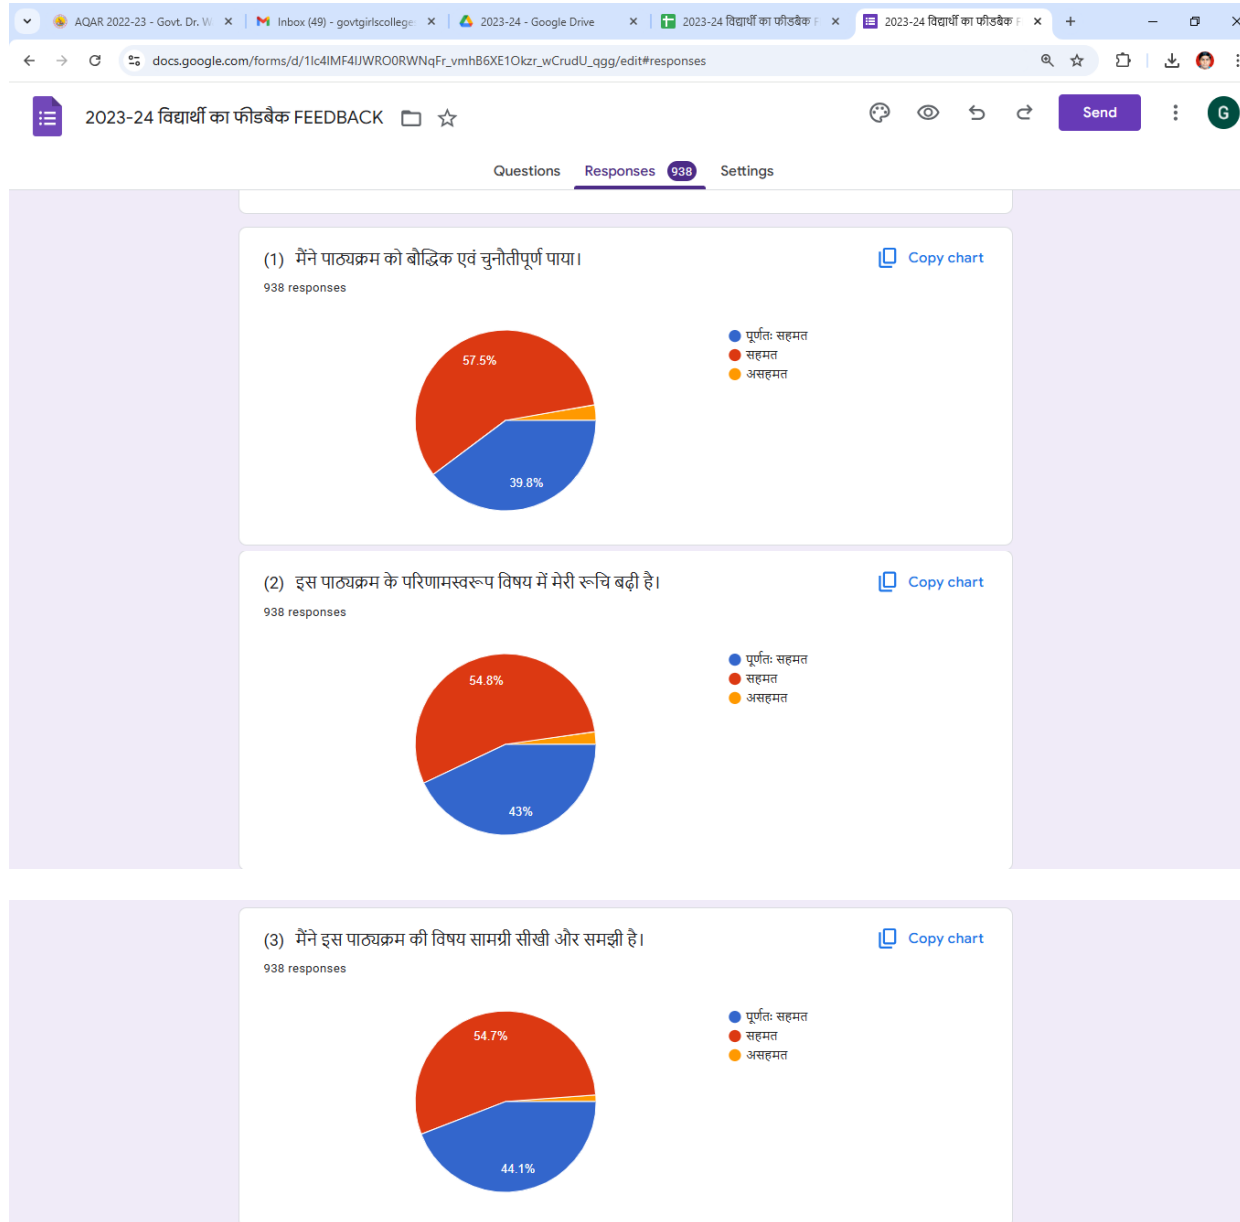 AQAR 2022-23 - Govt. Dr. W
Inbox (49) - govtgirlscollege
2023-24 - Google Drive
2023-24 विद्यार्थी का फीडबैक F
2023-24 विद्यार्थी का फीडबैक F
docs.google.com/forms/d/1lc4IMF4IJWRO0RWNqFr_vmhB6XE1Okzr_wCrudU_qgg/edit#responses
2023-24 विद्यार्थी का फीडबैक FEEDBACK
Send
G
Questions Responses 938 Settings
(1) मैंने पाठ्यक्रम को बौद्धिक एवं चुनौतीपूर्ण पाया।
Copy chart
938 responses
पूर्णतः सहमत
सहमत
असहमत
57.5%
39.8%
(2) इस पाठ्यक्रम के परिणामस्वरूप विषय में मेरी रूचि बढ़ी है।
Copy chart
938 responses
पूर्णतः सहमत
सहमत
असहमत
54.8%
43%
(3) मैंने इस पाठ्यक्रम की विषय सामग्री सीखी और समझी है।
Copy chart
938 responses
पूर्णतः सहमत
सहमत
असहमत
54.7%
44.1%